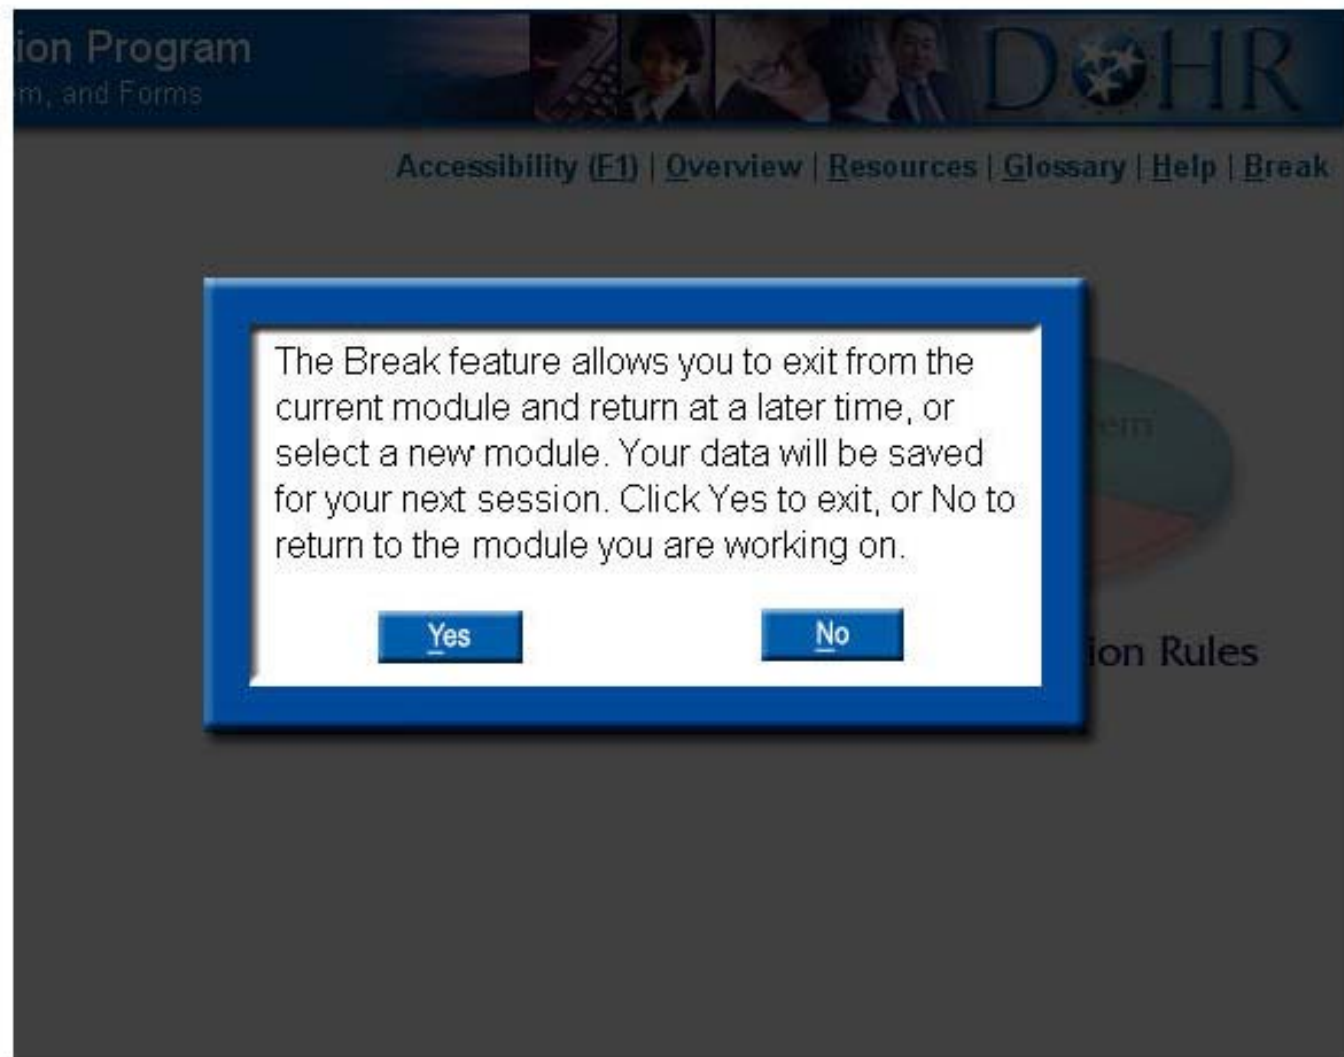 ion Program
m, and Forms
DOHR
Accessibility (F1) | Overview | Resources | Glossary | Help | Break
The Break feature allows you to exit from the
current module and return at a later time, or
select a new module. Your data will be saved
for your next session. Click Yes to exit, or No to
return to the module you are working on.
em
Yes No
ion Rules